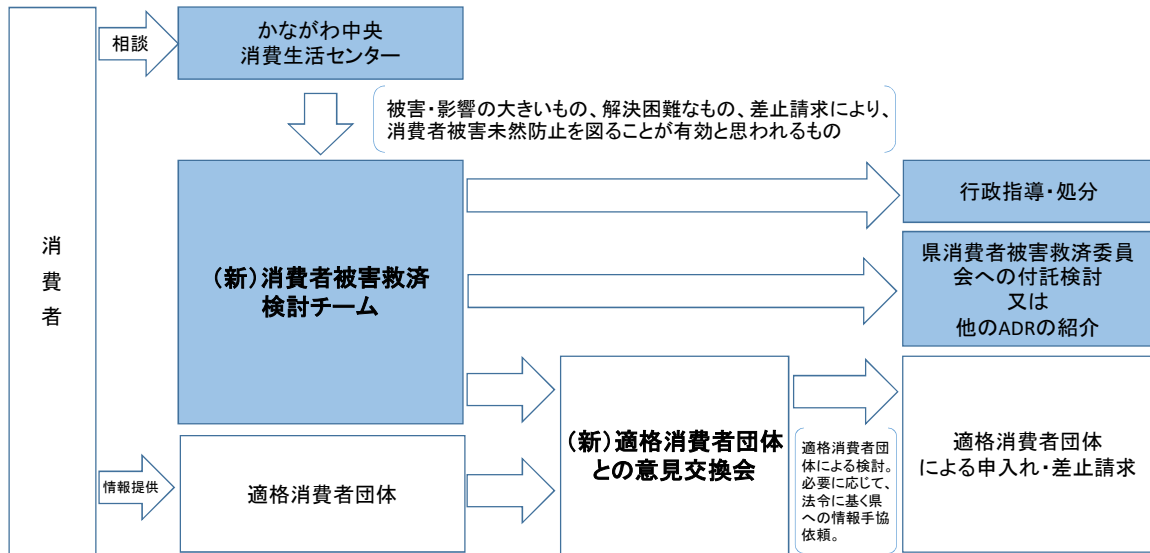 消費者
相談
かながわ中央
消費生活センター
被害・影響の大きいもの、解決困難なもの、差止請求により、
消費者被害未然防止を図ることが有効と思われるもの
(新)消費者被害救済
検討チーム
行政指導・処分
県消費者被害救済委員
会への付託検討
又は
他のADRの紹介
情報提供
適格消費者団体
(新)適格消費者団体
との意見交換会
適格消費者団
体による検討。
必要に応じて、
法令に基く県
への情報手協
依頼。
適格消費者団体
による申入れ・差止請求